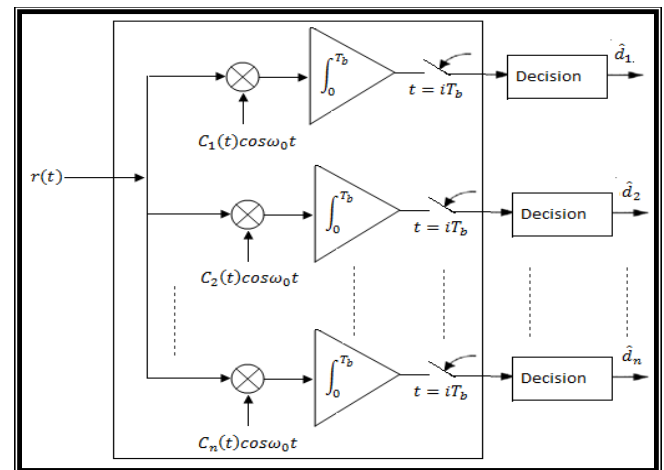 ∫₀^{T_b}
t = iT_b
Decision
d̂₁.
C₁(t)cosω₀t
r(t)
∫₀^{T_b}
t = iT_b
Decision
d̂₂
C₂(t)cosω₀t
∫₀^{T_b}
t = iT_b
Decision
d̂ₙ
Cₙ(t)cosω₀t